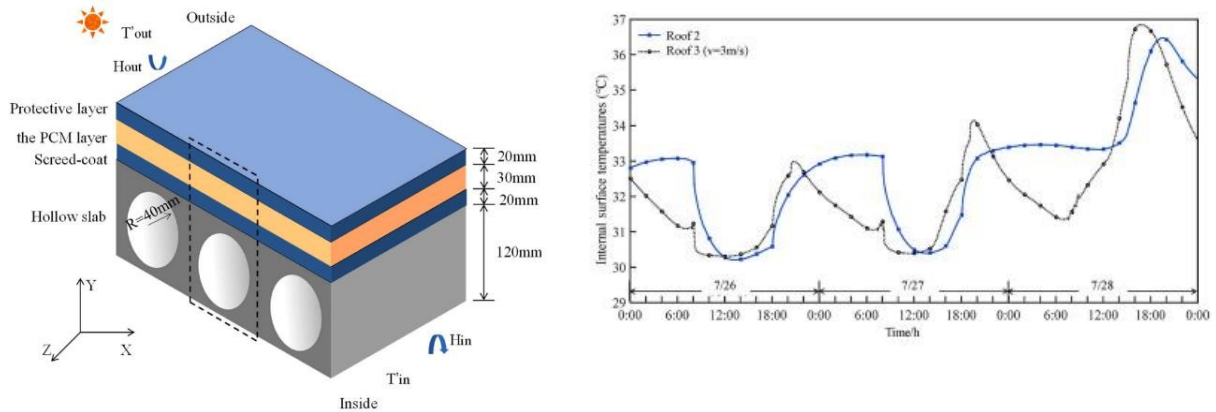 Outside
T'out
Hout
Protective layer
the PCM layer
Screed-coat
Hollow slab
R=40mm
20mm
30mm
20mm
120mm
Y
Z
X
Hin
T'in
Inside
Roof 2
Roof 3 (v=3m/s)
Internal surface temperatures (°C)
37
36
35
34
33
32
31
30
29
7/26
7/27
7/28
0:00 6:00 12:00 18:00 0:00 6:00 12:00 18:00 0:00 6:00 12:00 18:00 0:00
Time/h